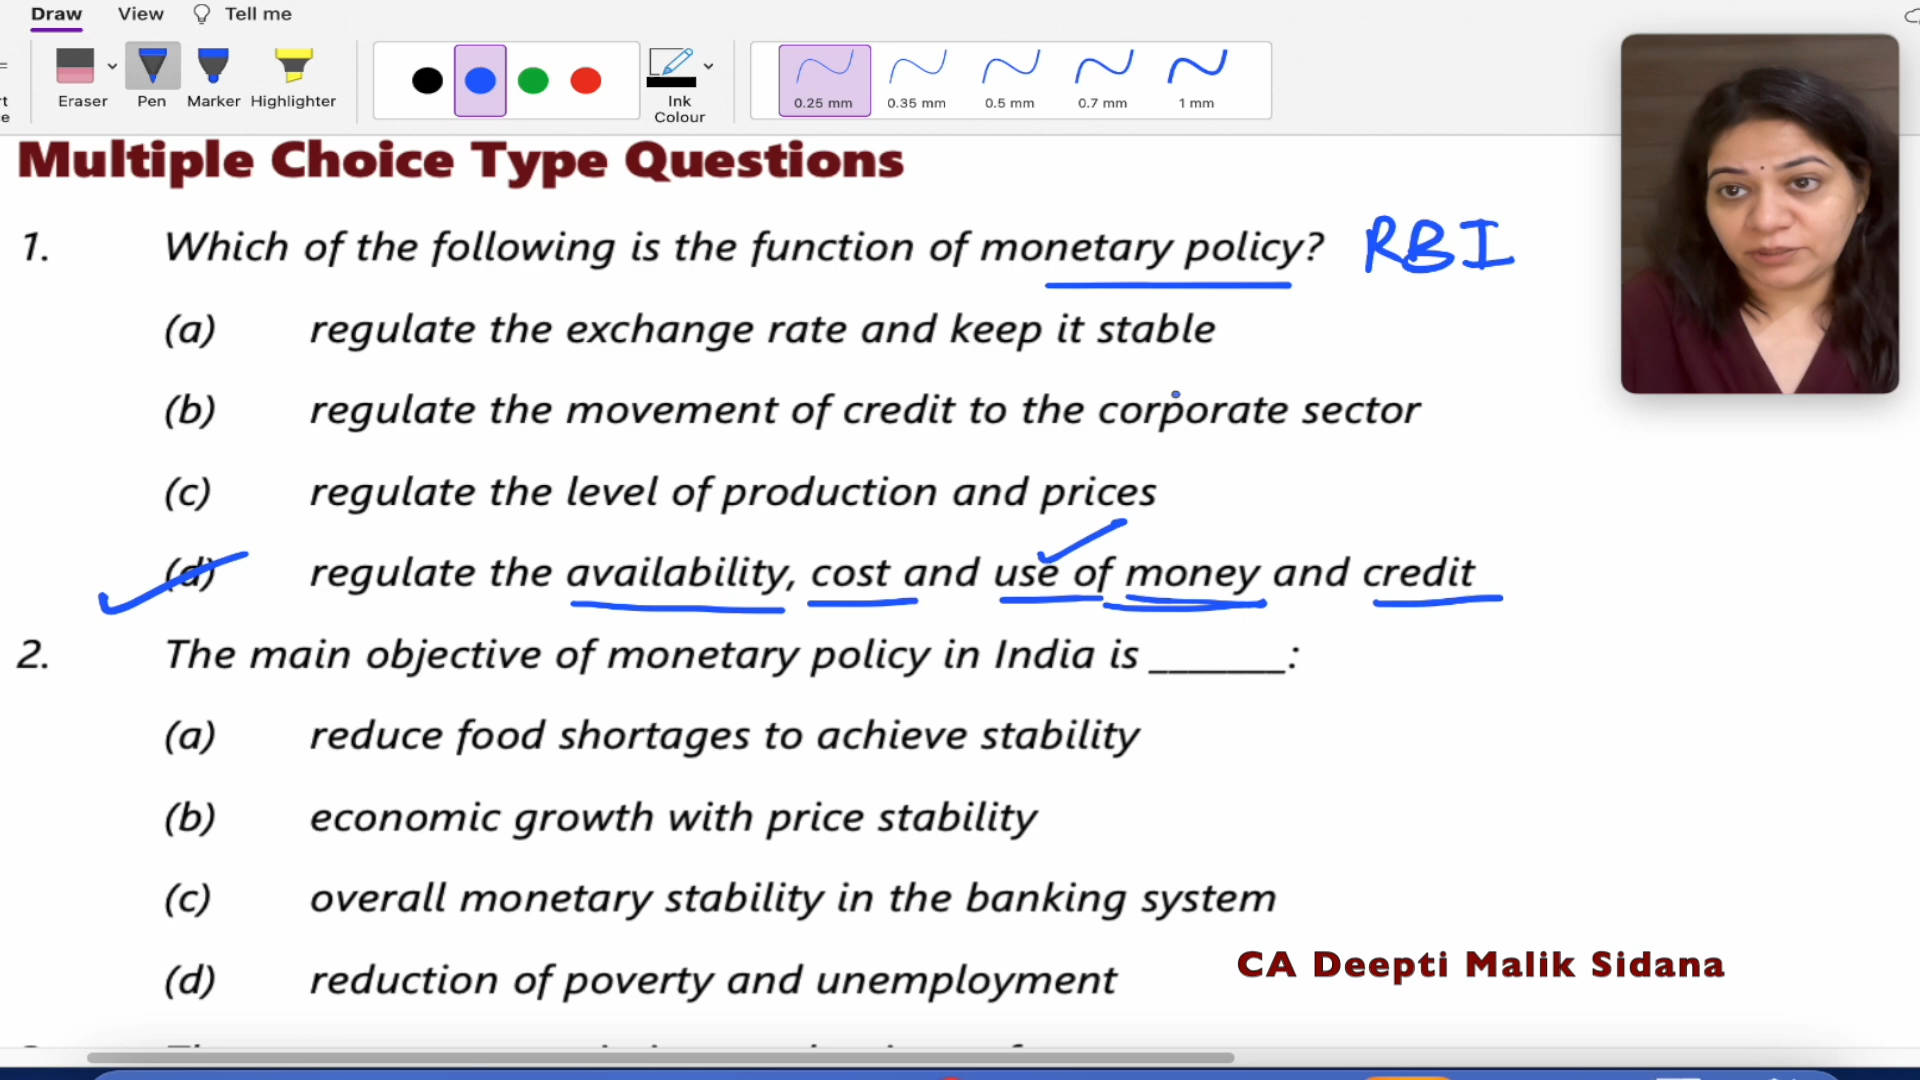 Draw View Tell me
Eraser Pen Marker Highlighter Ink Colour 0.25 mm 0.35 mm 0.5 mm 0.7 mm 1 mm
Multiple Choice Type Questions
1. Which of the following is the function of monetary policy? RBI
(a) regulate the exchange rate and keep it stable
(b) regulate the movement of credit to the corporate sector
(c) regulate the level of production and prices
(d) regulate the availability, cost and use of money and credit
2. The main objective of monetary policy in India is ______:
(a) reduce food shortages to achieve stability
(b) economic growth with price stability
(c) overall monetary stability in the banking system
(d) reduction of poverty and unemployment
CA Deepti Malik Sidana